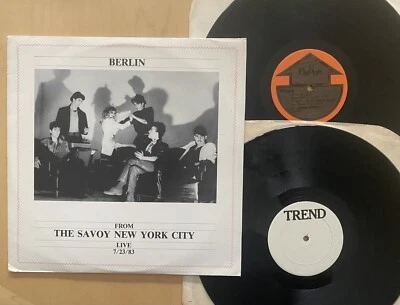 BERLIN
FROM
THE SAVOY NEW YORK CITY
LIVE
7/23/83
TREND